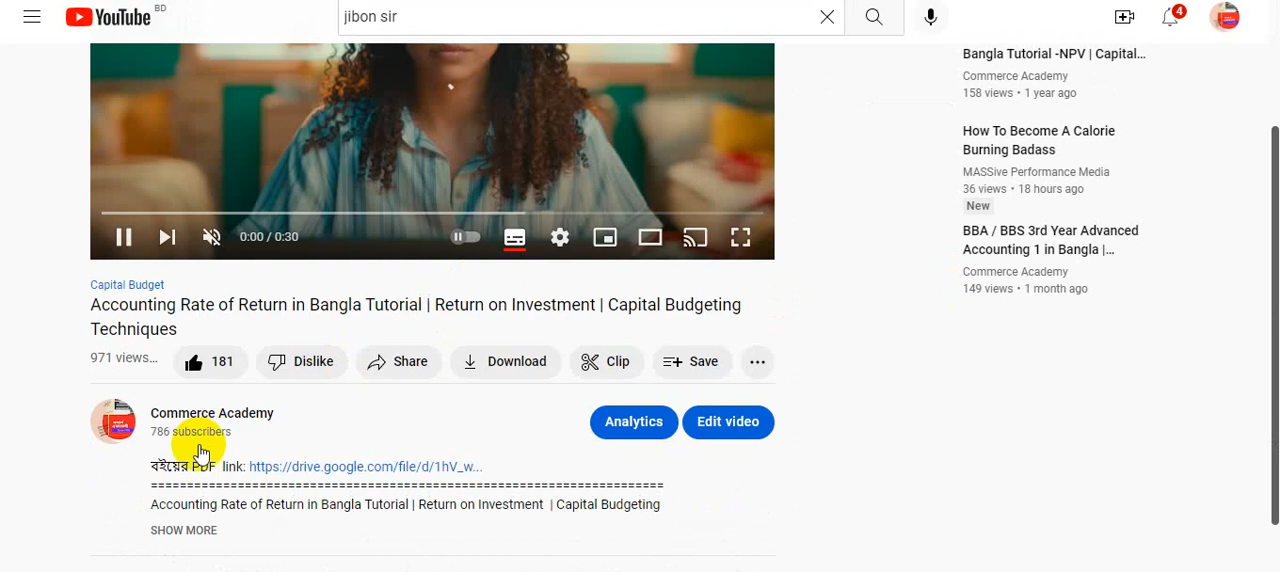 YouTube BD
jibon sir
4
Bangla Tutorial -NPV | Capital...
Commerce Academy
158 views • 1 year ago
How To Become A Calorie
Burning Badass
MASSive Performance Media
36 views • 18 hours ago
New
BBA / BBS 3rd Year Advanced
Accounting 1 in Bangla |...
Commerce Academy
149 views • 1 month ago
0:00 / 0:30
Capital Budget
Accounting Rate of Return in Bangla Tutorial | Return on Investment | Capital Budgeting
Techniques
971 views...
181
Dislike
Share
Download
Clip
Save
Commerce Academy
786 subscribers
Analytics
Edit video
বইয়ের PDF link: https://drive.google.com/file/d/1hV_w...
=======================================================================
Accounting Rate of Return in Bangla Tutorial | Return on Investment | Capital Budgeting
SHOW MORE